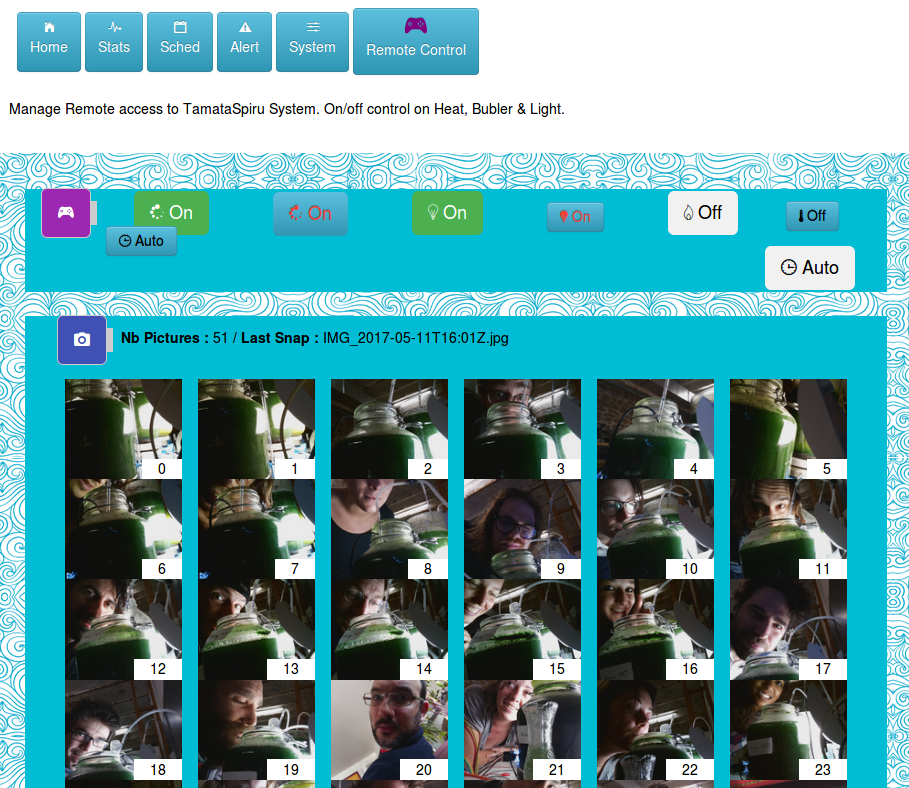 Home Stats Sched Alert System Remote Control
Manage Remote access to TamataSpiru System. On/off control on Heat, Bubler & Light.
On On On On Off Off
Auto
Auto
Nb Pictures : 51 / Last Snap : IMG_2017-05-11T16:01Z.jpg
0 1 2 3 4 5
6 7 8 9 10 11
12 13 14 15 16 17
18 19 20 21 22 23